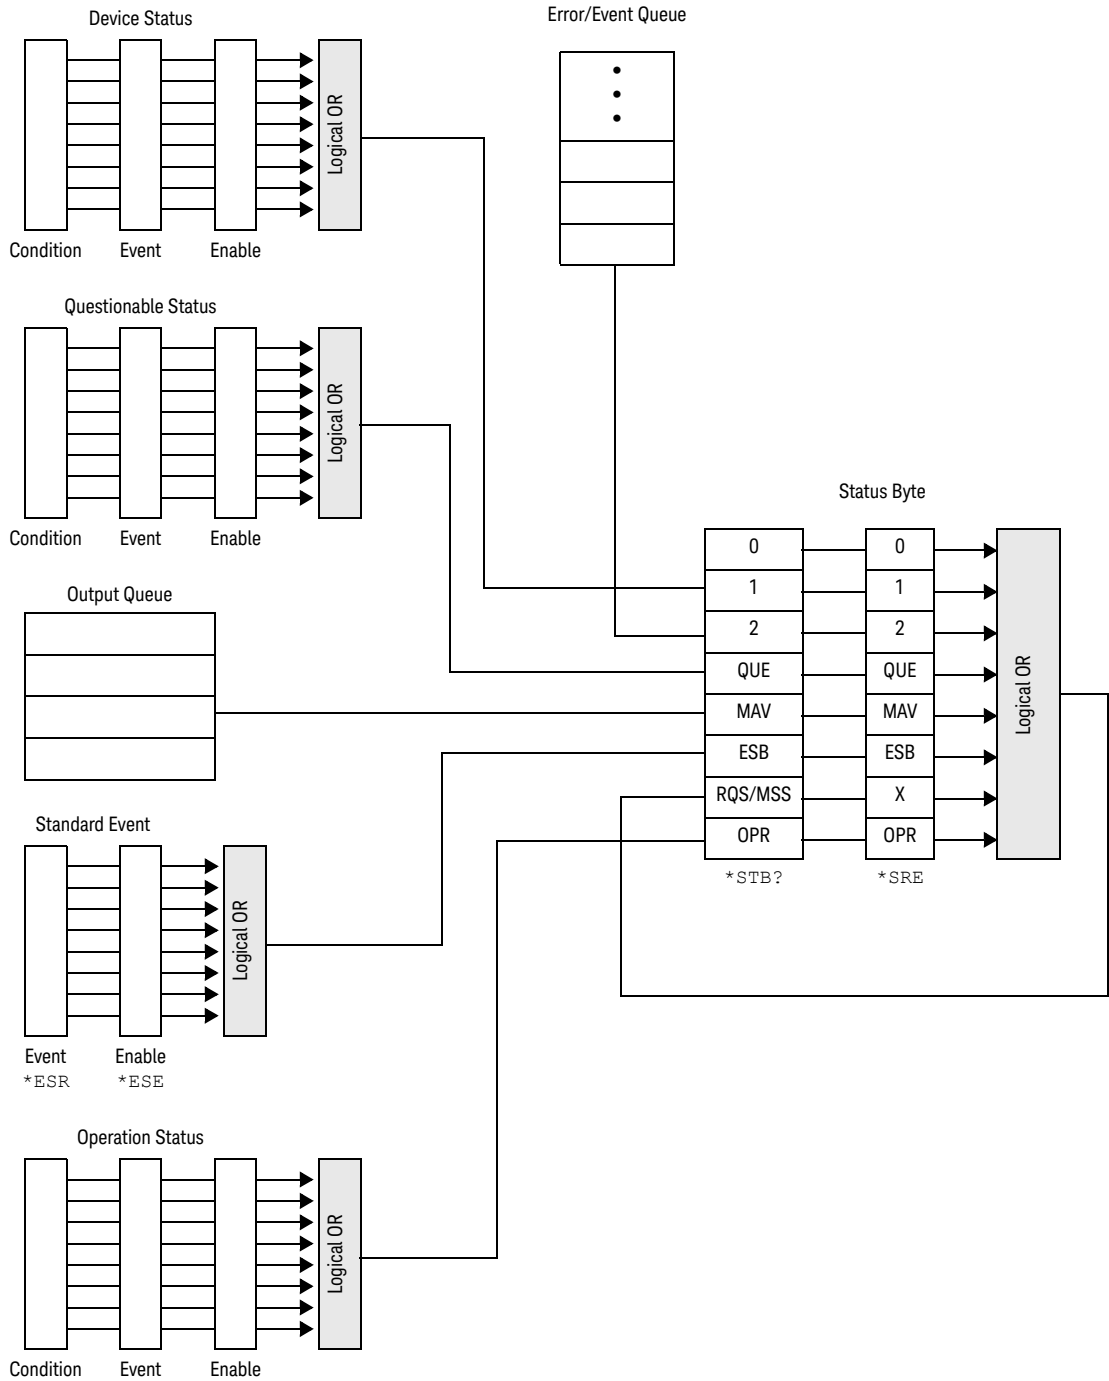 Device Status
Logical OR
Condition Event Enable
Error/Event Queue
Questionable Status
Logical OR
Condition Event Enable
Output Queue
Standard Event
Logical OR
Event Enable
*ESR *ESE
Operation Status
Logical OR
Condition Event Enable
Status Byte
0 0
1 1
2 2
QUE QUE
MAV MAV
ESB ESB
RQS/MSS X
OPR OPR
Logical OR
*STB? *SRE